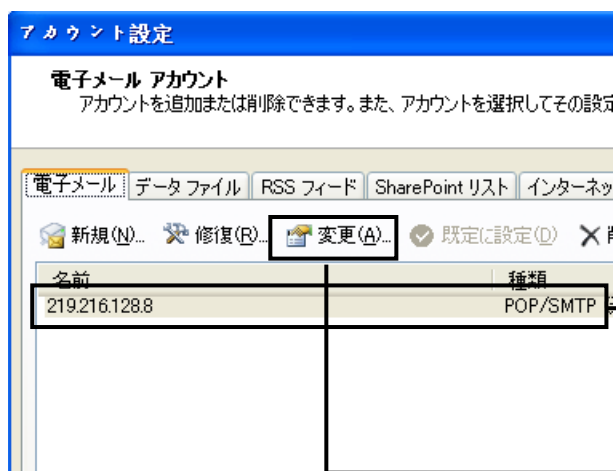 アカウント設定
電子メール アカウント
アカウントを追加または削除できます。また、アカウントを選択してその設定
電子メール データ ファイル RSS フィード SharePoint リスト インターネッ
新規(N)... 修復(R)... 変更(A)... 既定に設定(D)
名前 種類
219.216.128.8 POP/SMTP